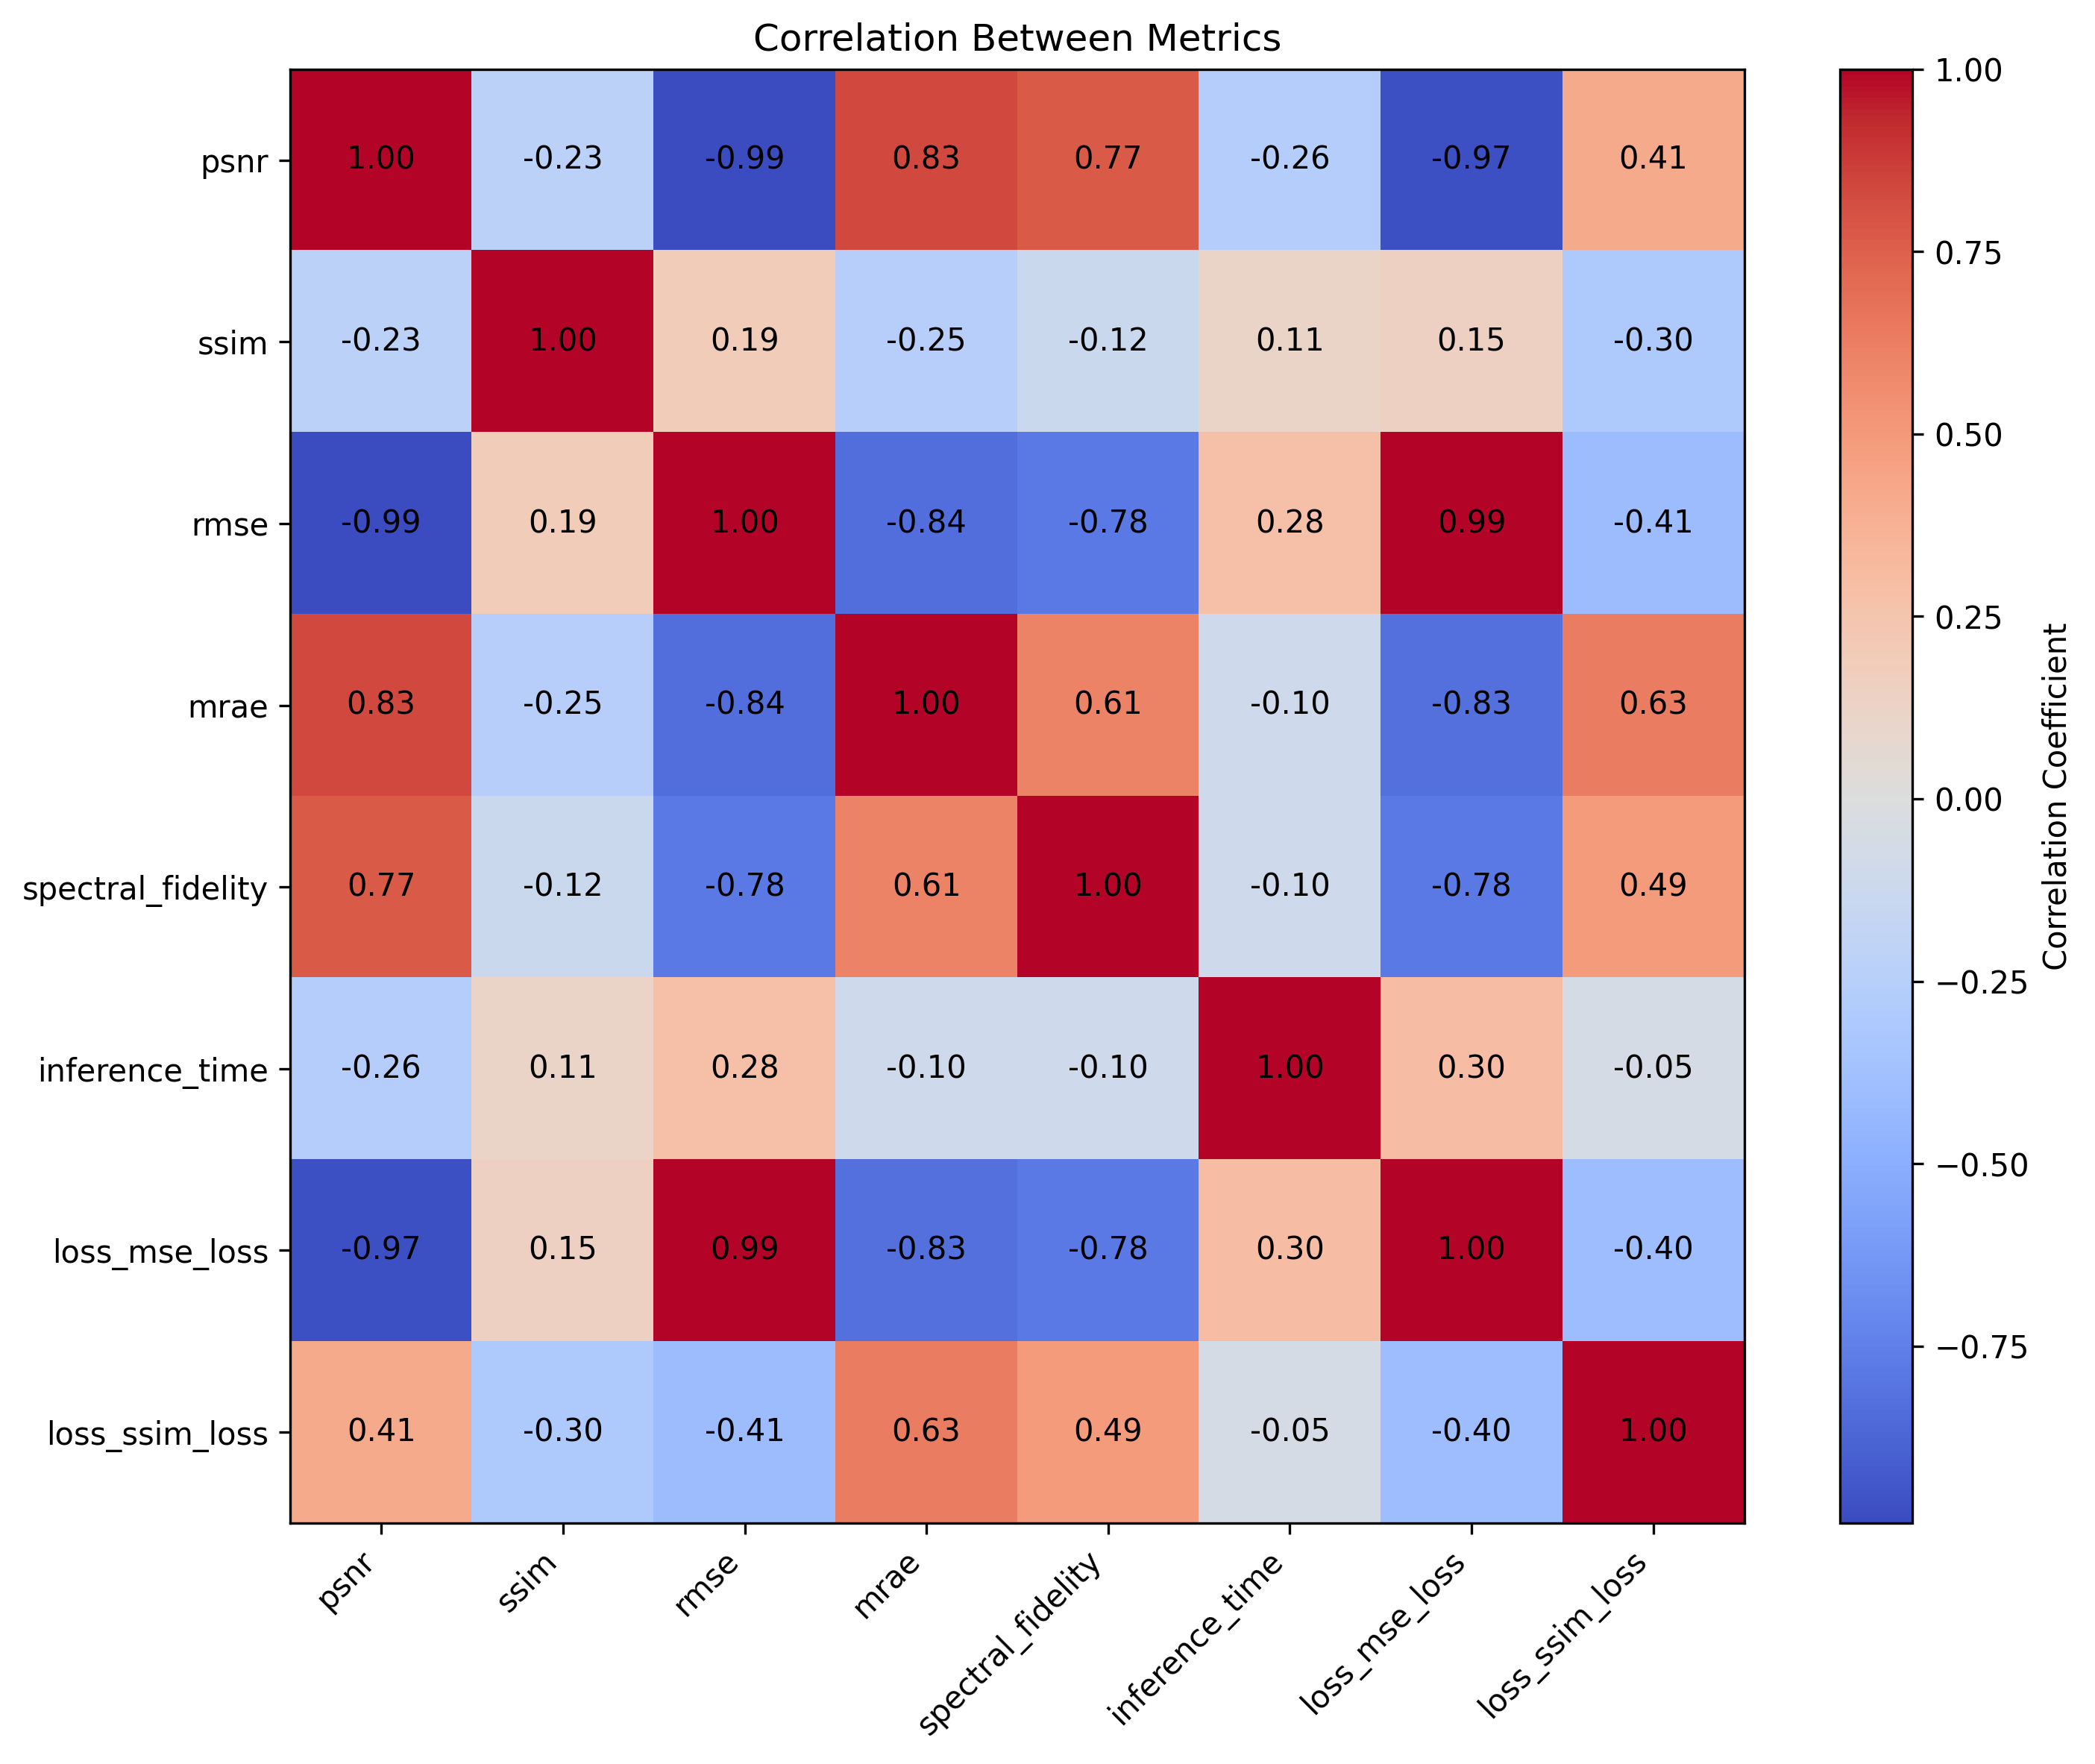 Correlation Between Metrics
psnr 1.00 -0.23 -0.99 0.83 0.77 -0.26 -0.97 0.41
ssim -0.23 1.00 0.19 -0.25 -0.12 0.11 0.15 -0.30
rmse -0.99 0.19 1.00 -0.84 -0.78 0.28 0.99 -0.41
mrae 0.83 -0.25 -0.84 1.00 0.61 -0.10 -0.83 0.63
spectral_fidelity 0.77 -0.12 -0.78 0.61 1.00 -0.10 -0.78 0.49
inference_time -0.26 0.11 0.28 -0.10 -0.10 1.00 0.30 -0.05
loss_mse_loss -0.97 0.15 0.99 -0.83 -0.78 0.30 1.00 -0.40
loss_ssim_loss 0.41 -0.30 -0.41 0.63 0.49 -0.05 -0.40 1.00
psnr ssim rmse mrae spectral_fidelity inference_time loss_mse_loss loss_ssim_loss
1.00
0.75
0.50
0.25
0.00
−0.25
−0.50
−0.75
Correlation Coefficient